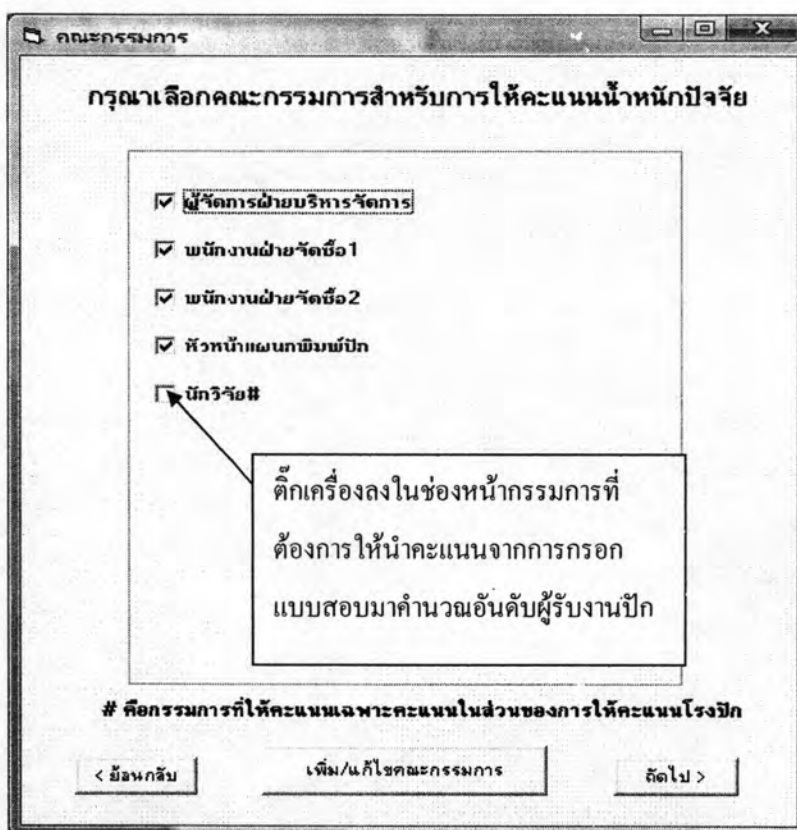 คณะกรรมการ
กรุณาเลือกคณะกรรมการสำหรับการให้คะแนนน้ำหนักปัจจัย
ผู้จัดการฝ่ายบริหารจัดการ
พนักงานฝ่ายจัดซื้อ1
พนักงานฝ่ายจัดซื้อ2
หัวหน้าแผนกพิมพ์ปัก
นักวิจัย#
ติ๊กเครื่องลงในช่องหน้ากรรมการที่
ต้องการให้นำคะแนนจากการกรอก
แบบสอบมาคำนวณอันดับผู้รับงานปัก
# คือกรรมการที่ให้คะแนนเฉพาะคะแนนในส่วนของการให้คะแนนโรงปัก
< ย้อนกลับ
เพิ่ม/แก้ไขคณะกรรมการ
ถัดไป >